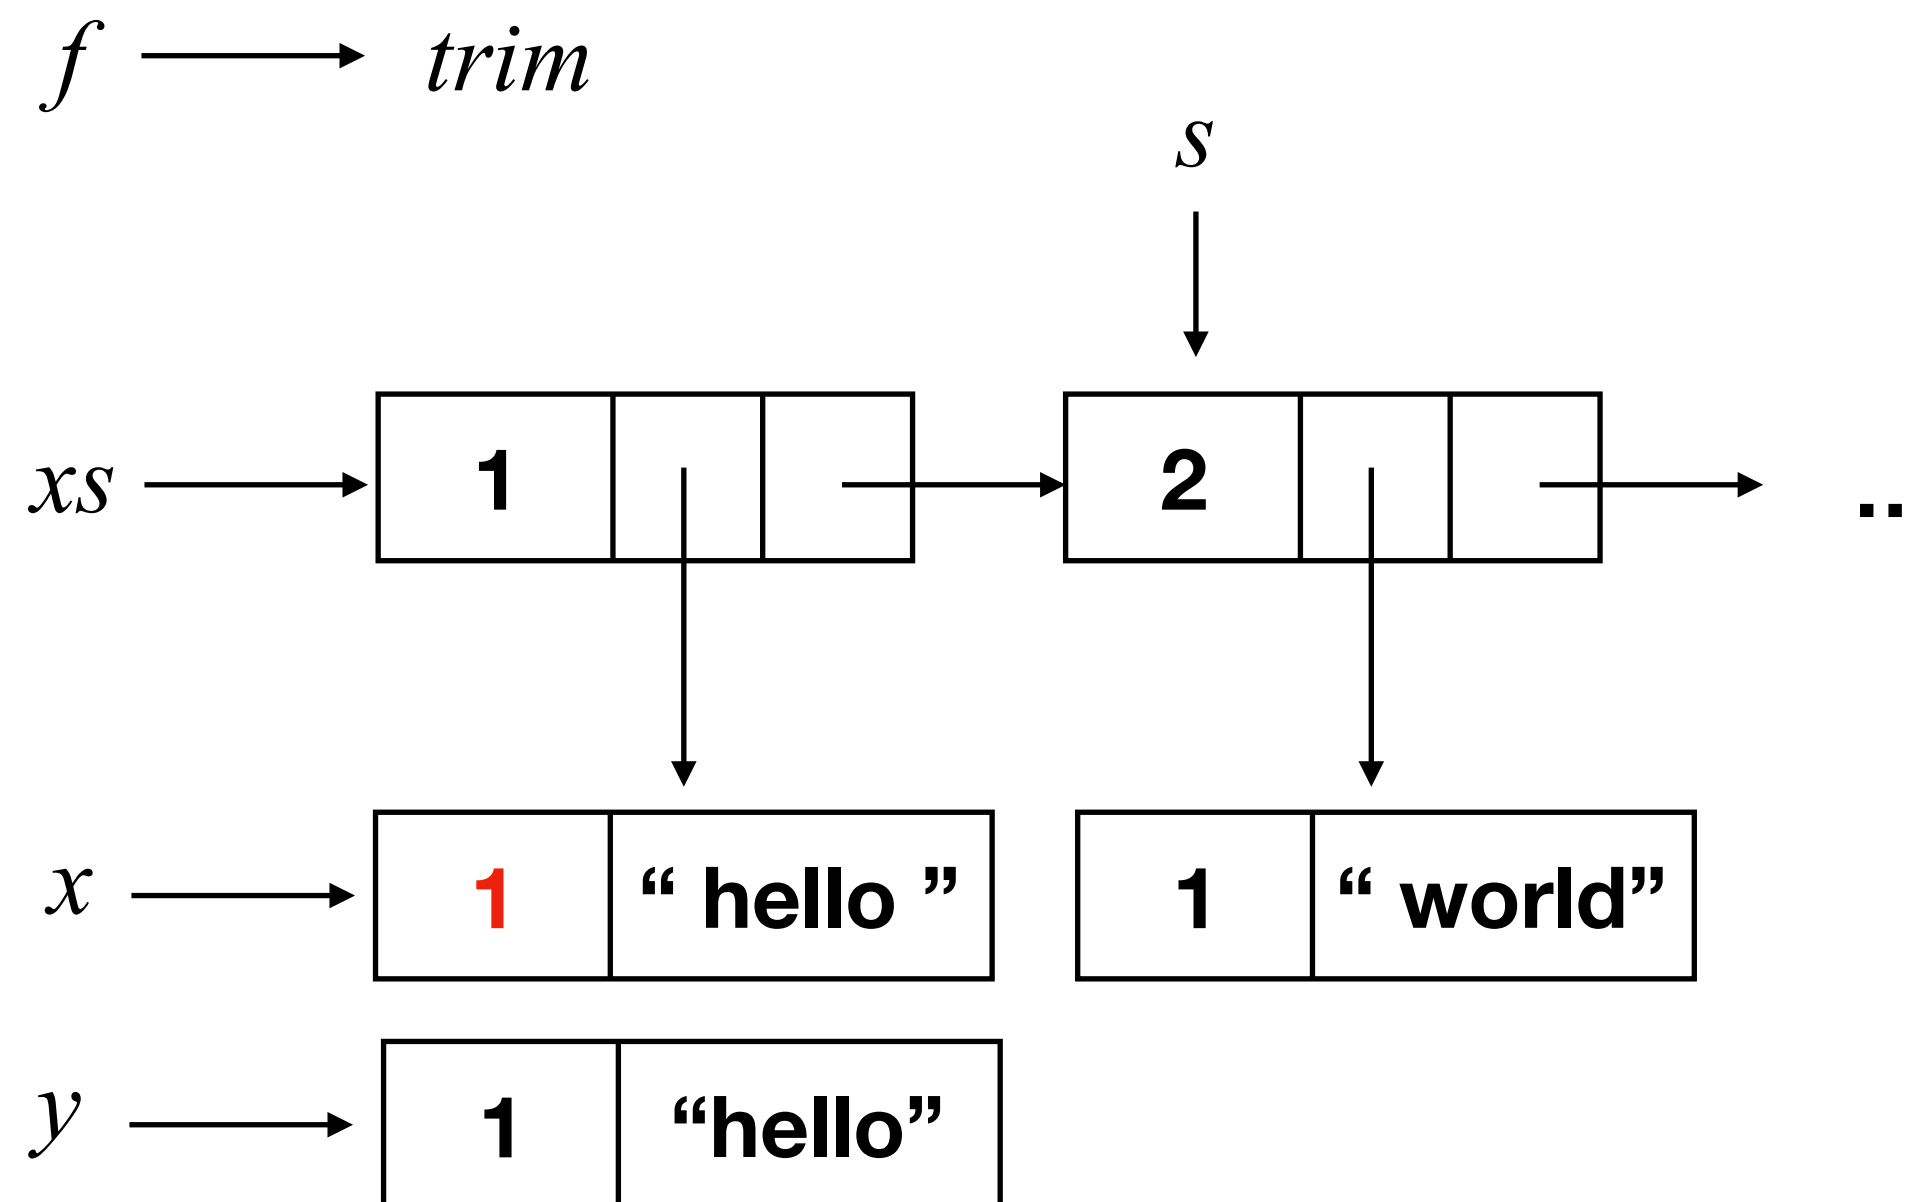 f trim
s
xs 1 2 ..
x 1 “ hello ” 1 “ world”
y 1 “hello”